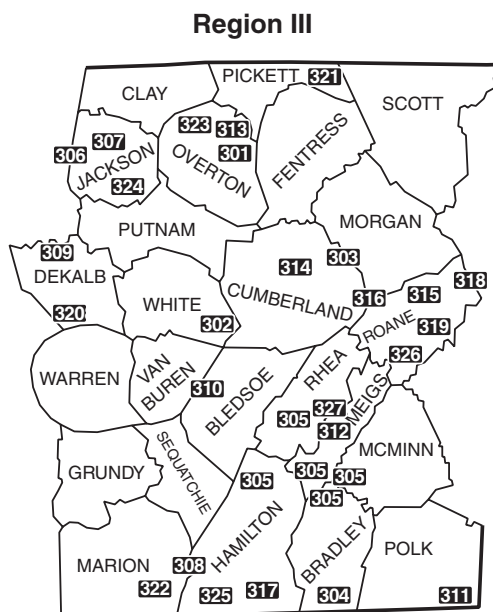 Region III
PICKETT 321
CLAY
SCOTT
323 313
307
306
301
OVERTON
FENTRESS
JACKSON
324
MORGAN
PUTNAM
309
303
314
DEKALB
318
315
316
CUMBERLAND
WHITE
320
302
ROANE 319
326
RHEA
WARREN
VAN
BUREN
310
BLEDSOE
MEIGS
327
305
312
MCMINN
SEQUATCHIE
GRUNDY
305
305
305
305
HAMILTON
BRADLEY
POLK
MARION
308
322
325
317
304
311